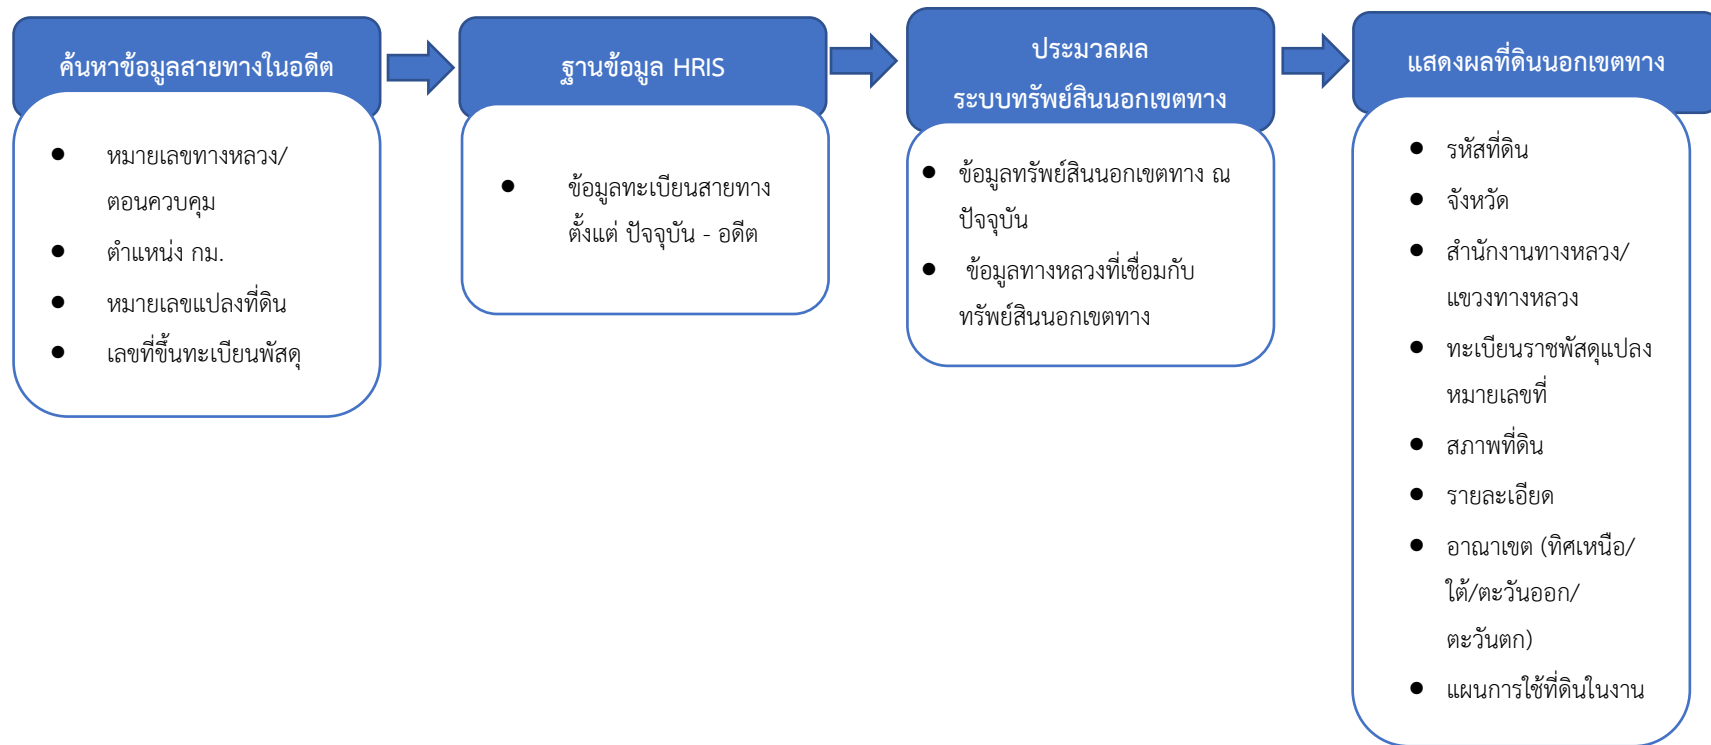 ค้นหาข้อมูลสายทางในอดีต
หมายเลขทางหลวง/
ตอนควบคุม
ตำแหน่ง กม.
หมายเลขแปลงที่ดิน
เลขที่ขึ้นทะเบียนพัสดุ
ฐานข้อมูล HRIS
ข้อมูลทะเบียนสายทาง
ตั้งแต่ ปัจจุบัน - อดีต
ประมวลผล
ระบบทรัพย์สินนอกเขตทาง
ข้อมูลทรัพย์สินนอกเขตทาง ณ
ปัจจุบัน
ข้อมูลทางหลวงที่เชื่อมกับ
ทรัพย์สินนอกเขตทาง
แสดงผลที่ดินนอกเขตทาง
รหัสที่ดิน
จังหวัด
สำนักงานทางหลวง/
แขวงทางหลวง
ทะเบียนราชพัสดุแปลง
หมายเลขที่
สภาพที่ดิน
รายละเอียด
อาณาเขต (ทิศเหนือ/
ใต้/ตะวันออก/
ตะวันตก)
แผนการใช้ที่ดินในงาน